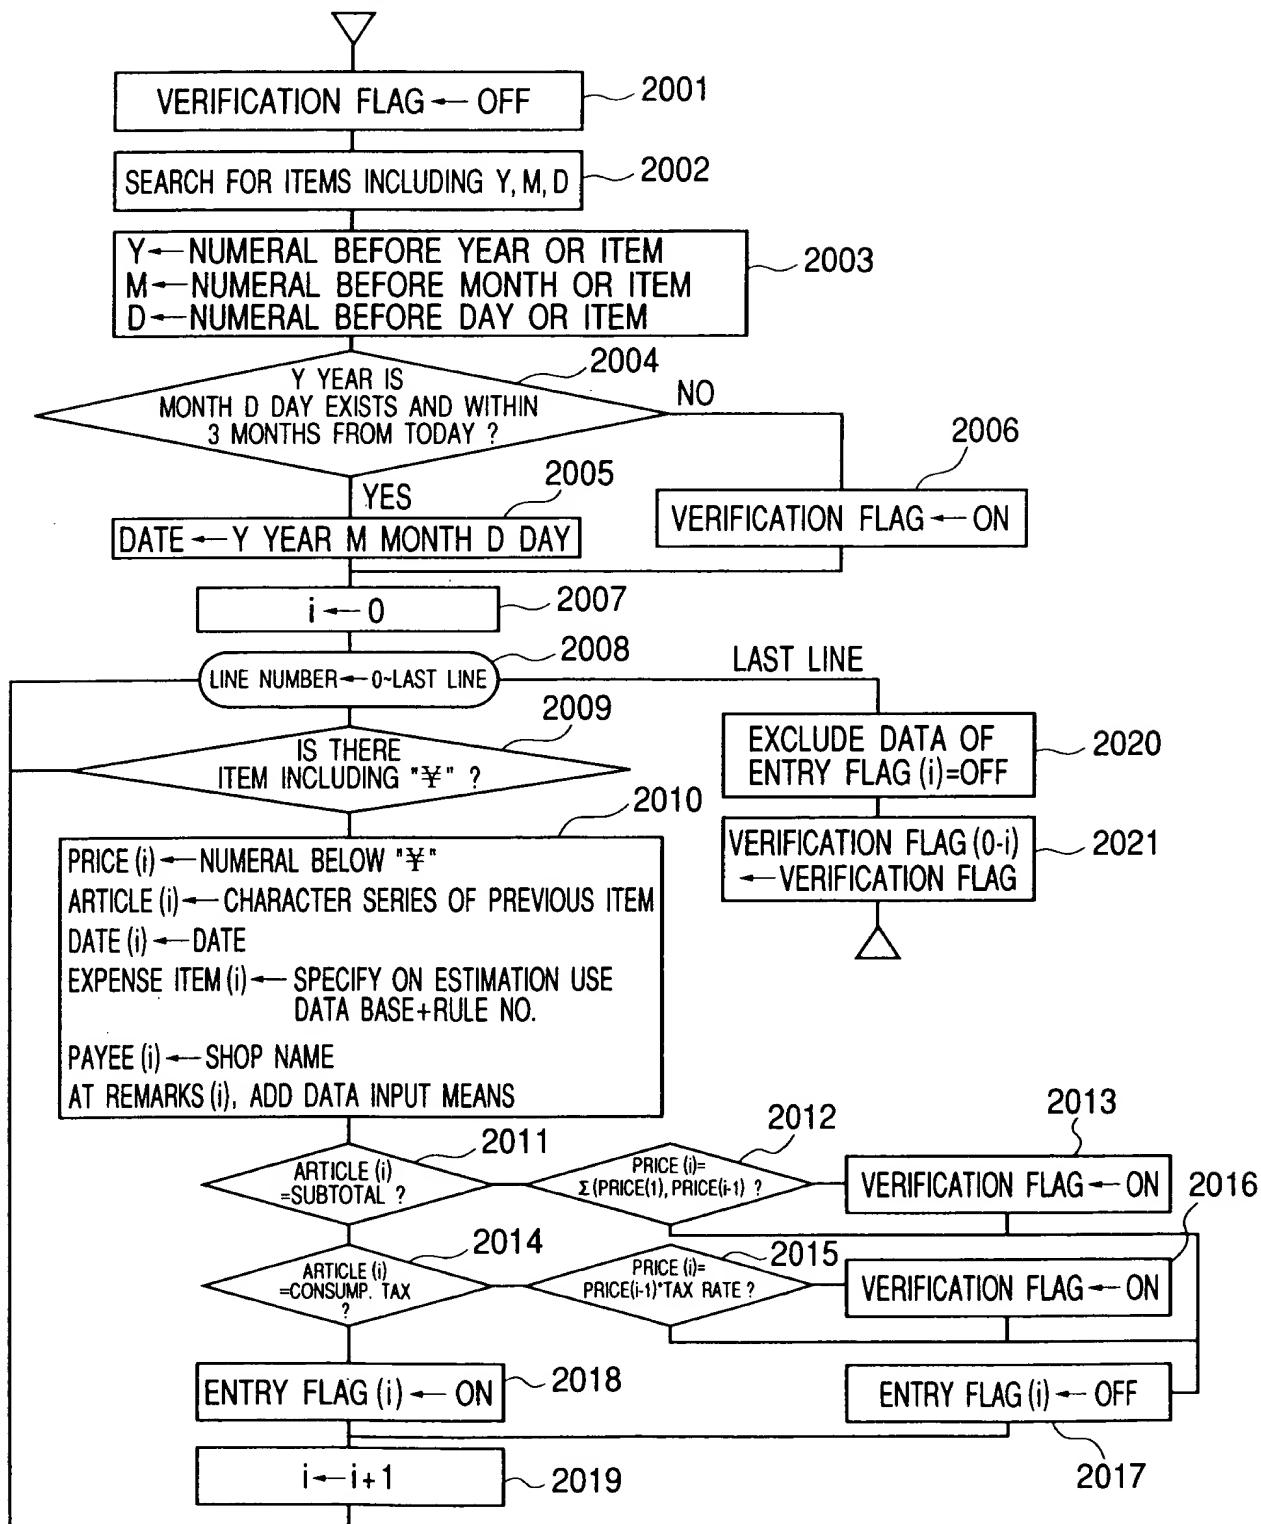 VERIFICATION FLAG ← OFF
2001
SEARCH FOR ITEMS INCLUDING Y, M, D
2002
Y ← NUMERAL BEFORE YEAR OR ITEM
M ← NUMERAL BEFORE MONTH OR ITEM
D ← NUMERAL BEFORE DAY OR ITEM
2003
2004
Y YEAR IS
MONTH D DAY EXISTS AND WITHIN
3 MONTHS FROM TODAY ?
NO
YES
2005
2006
DATE ← Y YEAR M MONTH D DAY
VERIFICATION FLAG ← ON
i ← 0
2007
2008
LINE NUMBER ← 0~LAST LINE
LAST LINE
2009
IS THERE
ITEM INCLUDING "¥" ?
EXCLUDE DATA OF
ENTRY FLAG (i)=OFF
2020
VERIFICATION FLAG (0-i)
← VERIFICATION FLAG
2021
2010
PRICE (i) ← NUMERAL BELOW "¥"
ARTICLE (i) ← CHARACTER SERIES OF PREVIOUS ITEM
DATE (i) ← DATE
EXPENSE ITEM (i) ← SPECIFY ON ESTIMATION USE
DATA BASE+RULE NO.
PAYEE (i) ← SHOP NAME
AT REMARKS (i), ADD DATA INPUT MEANS
2011
ARTICLE (i)
=SUBTOTAL ?
2012
PRICE (i)=
Σ(PRICE(1), PRICE(i-1) ?
2013
VERIFICATION FLAG ← ON
2014
ARTICLE (i)
=CONSUMP. TAX
?
2015
PRICE (i)=
PRICE(i-1)*TAX RATE ?
2016
VERIFICATION FLAG ← ON
ENTRY FLAG (i) ← ON
2018
ENTRY FLAG (i) ← OFF
2017
i ← i+1
2019